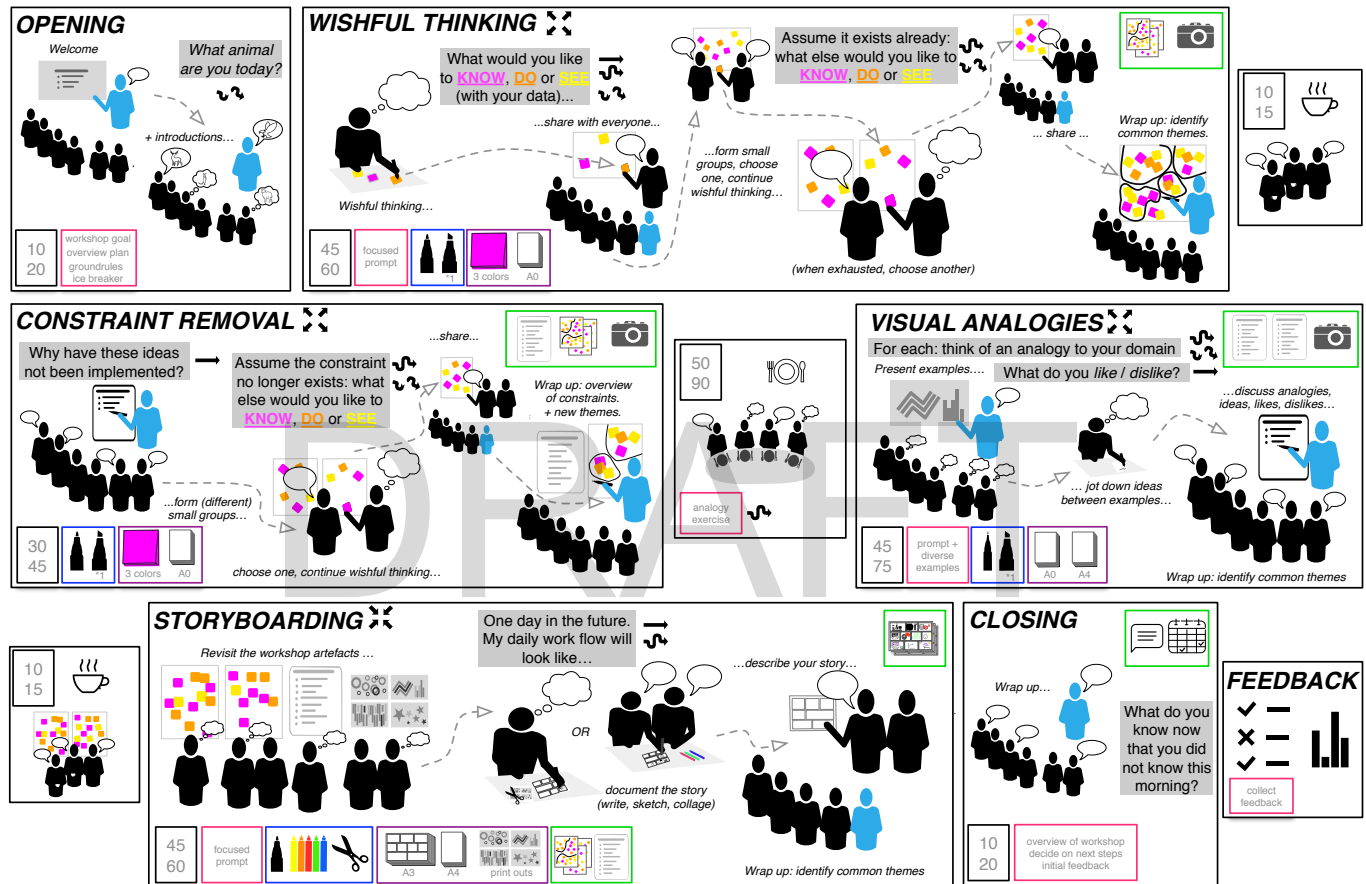 OPENING
Welcome
What animal
are you today?
+ introductions…
10
20
workshop goal
overview plan
groundrules
ice breaker
WISHFUL THINKING
What would you like
to KNOW, DO or SEE
(with your data)...
Wishful thinking…
...share with everyone...
...form small
groups, choose
one, continue
wishful thinking…
Assume it exists already:
what else would you like to
KNOW, DO or SEE
(when exhausted, choose another)
... share ...
Wrap up: identify
common themes.
45
60
focused
prompt
*1
3 colors
A0
10
15
CONSTRAINT REMOVAL
Why have these ideas
not been implemented?
Assume the constraint
no longer exists: what
else would you like to
KNOW, DO or SEE
...share...
Wrap up: overview
of constraints.
+ new themes.
...form (different)
small groups…
choose one, continue wishful thinking…
30
45
*1
3 colors
A0
50
90
analogy
exercise
VISUAL ANALOGIES
For each: think of an analogy to your domain
Present examples….
What do you like / dislike?
…discuss analogies,
ideas, likes, dislikes…
… jot down ideas
between examples…
45
75
prompt +
diverse
examples
*1
A0
A4
Wrap up: identify common themes
DRAFT
10
15
STORYBOARDING
Revisit the workshop artefacts …
One day in the future.
My daily work flow will
look like…
OR
document the story
(write, sketch, collage)
…describe your story…
Wrap up: identify common themes
45
60
focused
prompt
A3
A4
print outs
CLOSING
Wrap up…
What do you
know now
that you did
not know this
morning?
10
20
overview of workshop
decide on next steps
initial feedback
FEEDBACK
collect
feedback